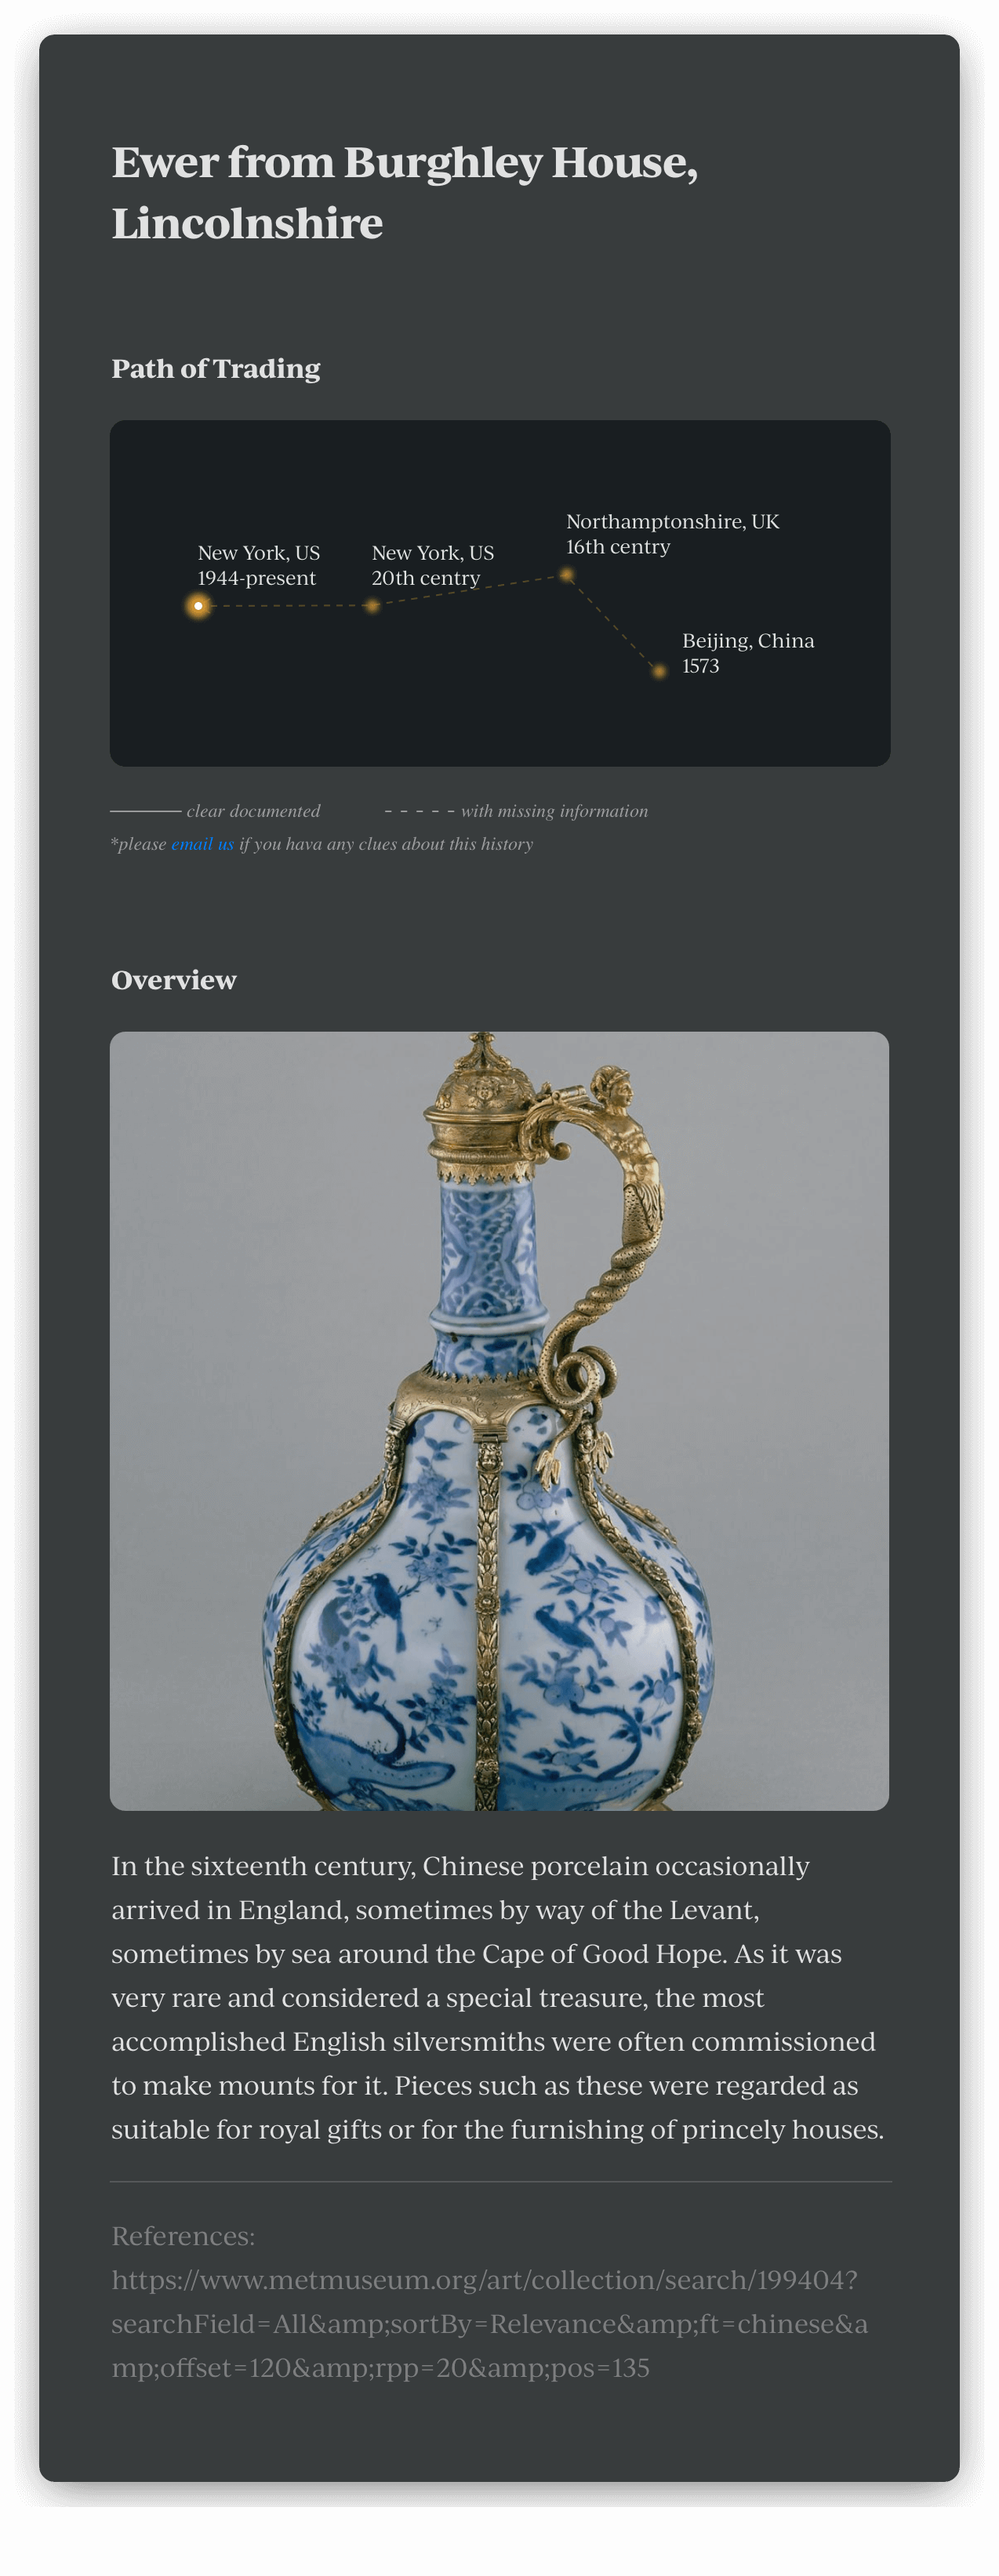 Ewer from Burghley House,
Lincolnshire
Path of Trading
Northamptonshire, UK
16th centry
New York, US
1944-present
New York, US
20th centry
Beijing, China
1573
clear documented
with missing information
*please email us if you hava any clues about this history
Overview
In the sixteenth century, Chinese porcelain occasionally
arrived in England, sometimes by way of the Levant,
sometimes by sea around the Cape of Good Hope. As it was
very rare and considered a special treasure, the most
accomplished English silversmiths were often commissioned
to make mounts for it. Pieces such as these were regarded as
suitable for royal gifts or for the furnishing of princely houses.
References:
https://www.metmuseum.org/art/collection/search/199404?
searchField=All&amp;sortBy=Relevance&amp;ft=chinese&a
mp;offset=120&amp;rpp=20&amp;pos=135